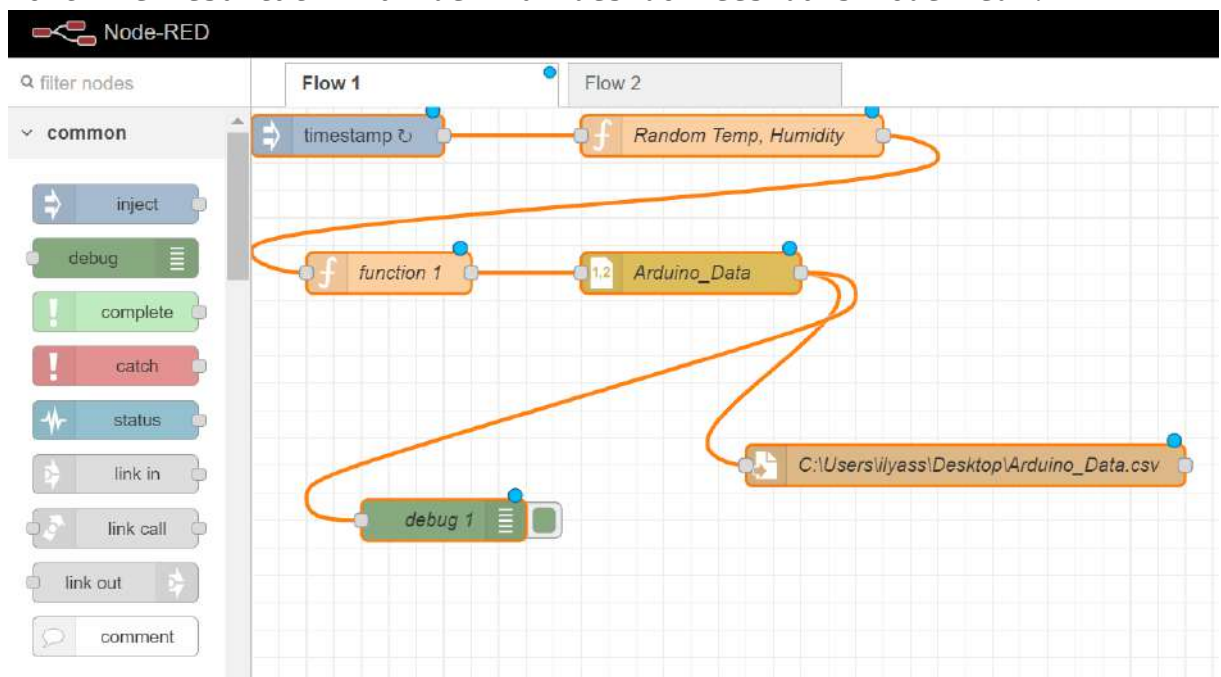 Node-RED
filter nodes
Flow 1
Flow 2
common
timestamp ↻
Random Temp, Humidity
inject
function 1
1,2
Arduino_Data
debug
complete
catch
status
link in
C:\Users\ilyass\Desktop\Arduino_Data.csv
link call
debug 1
link out
comment